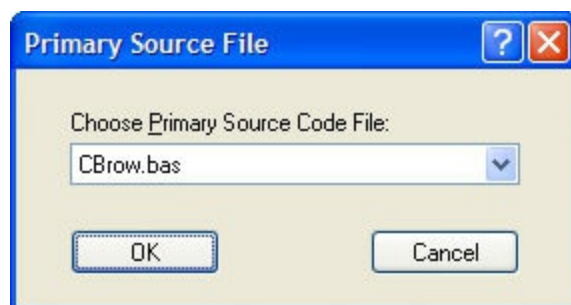 Primary Source File
?
Choose Primary Source Code File:
CBrow.bas
OK Cancel